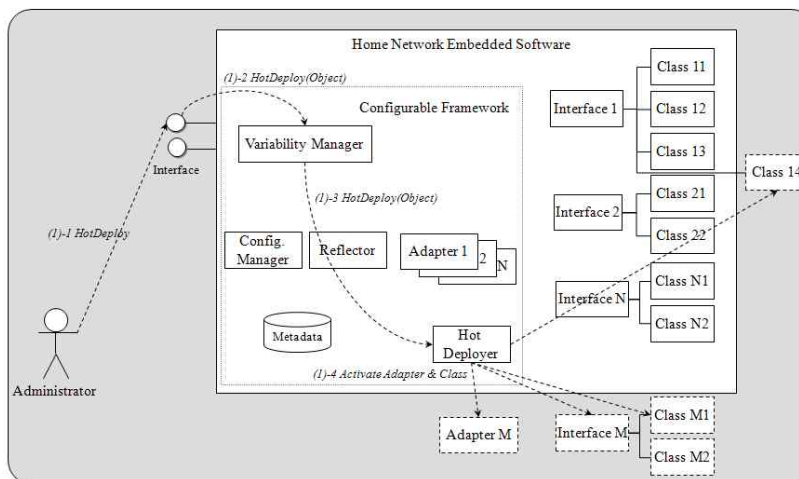 Home Network Embedded Software
(1)-2 HotDeploy(Object)
Configurable Framework
Variability Manager
Interface
(1)-3 HotDeploy(Object)
(1)-1 HotDeploy
Config.
Manager
Reflector
Adapter 1
2
N
Metadata
Hot
Deployer
(1)-4 Activate Adapter & Class
Administrator
Interface 1
Class 11
Class 12
Class 13
Class 14
Interface 2
Class 21
Class 22
Interface N
Class N1
Class N2
Adapter M
Interface M
Class M1
Class M2